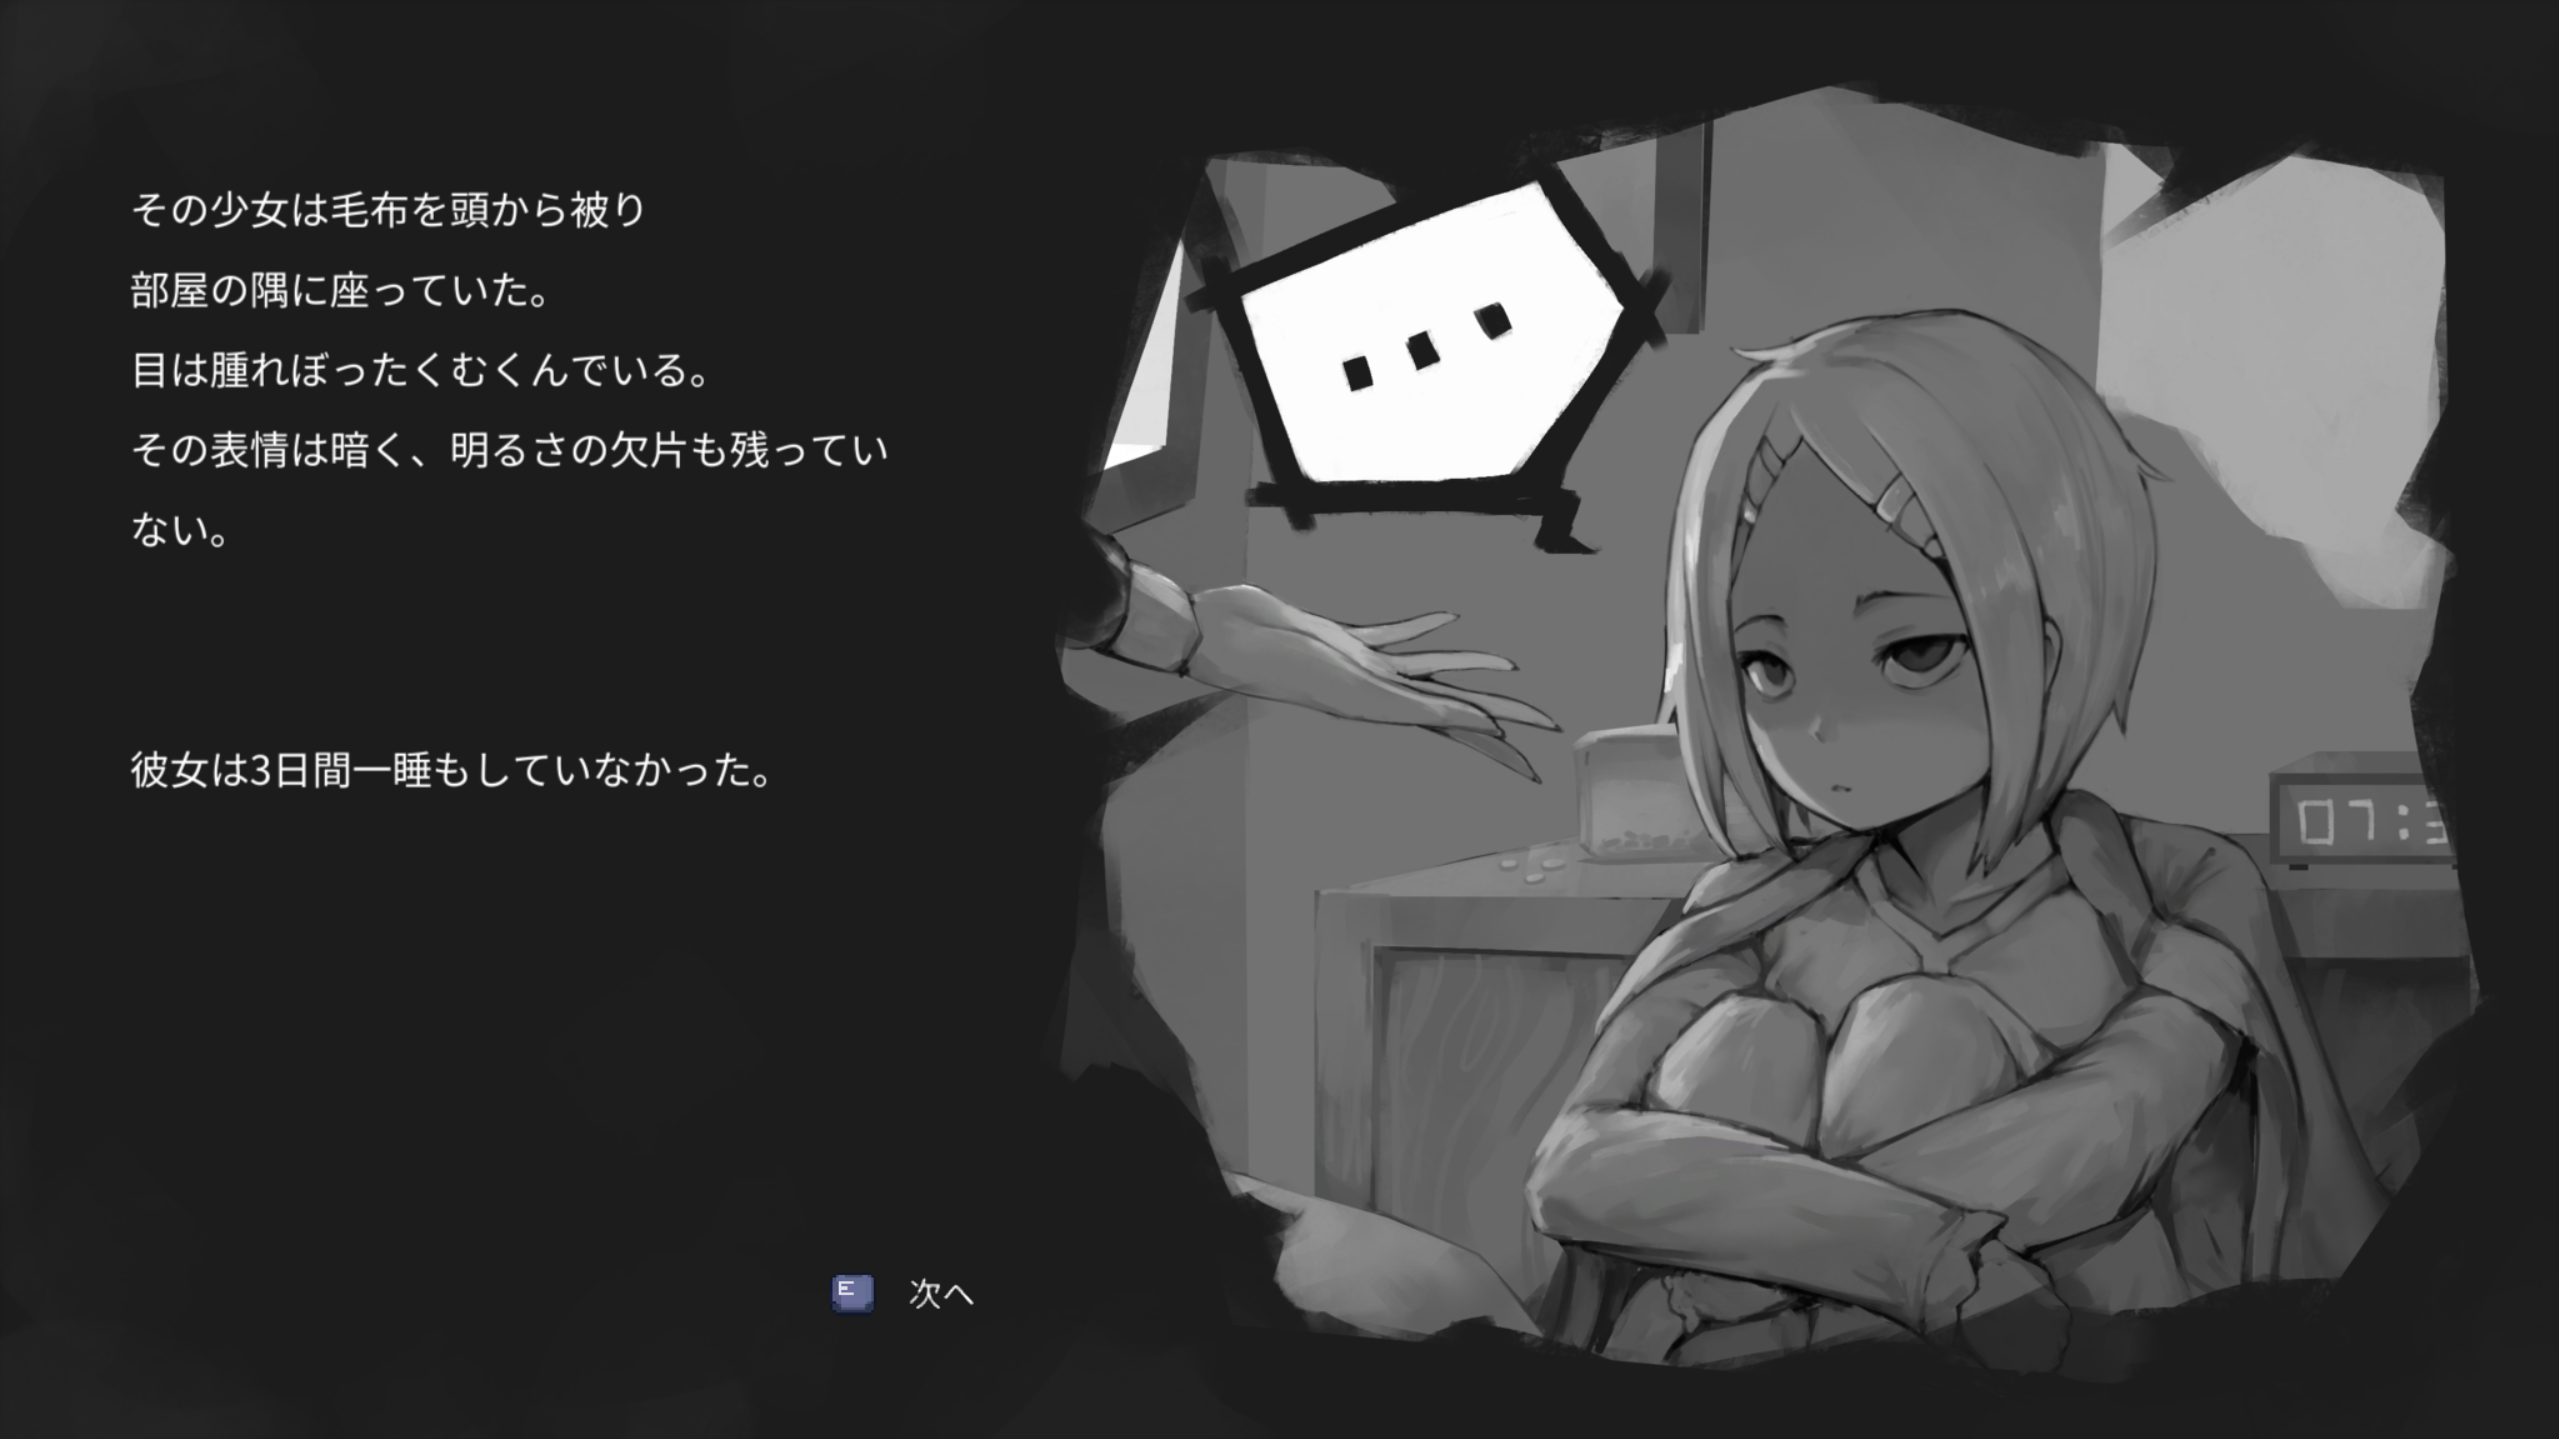 その少女は毛布を頭から被り
部屋の隅に座っていた。
目は腫れぼったくむくんでいる。
その表情は暗く、明るさの欠片も残ってい
ない。
彼女は3日間一睡もしていなかった。
...
07:3
E 次へ